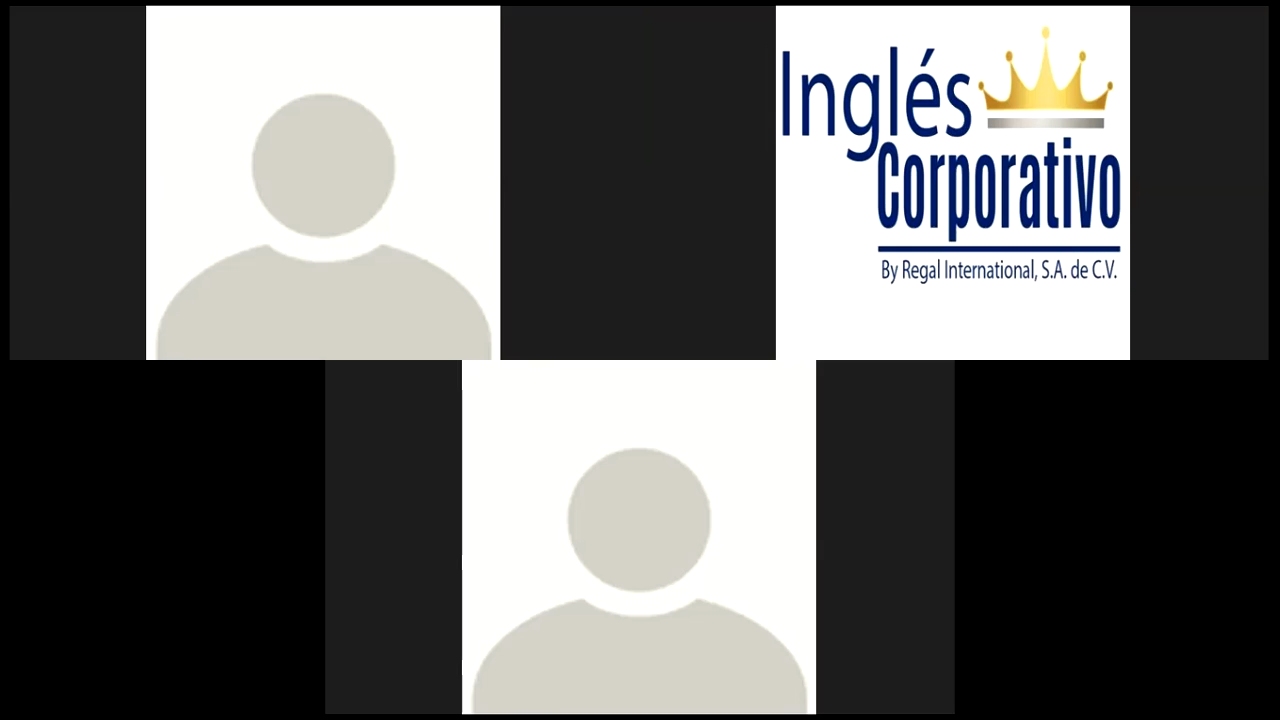 Inglés
Corporativo
By Regal International, S.A. de C.V.